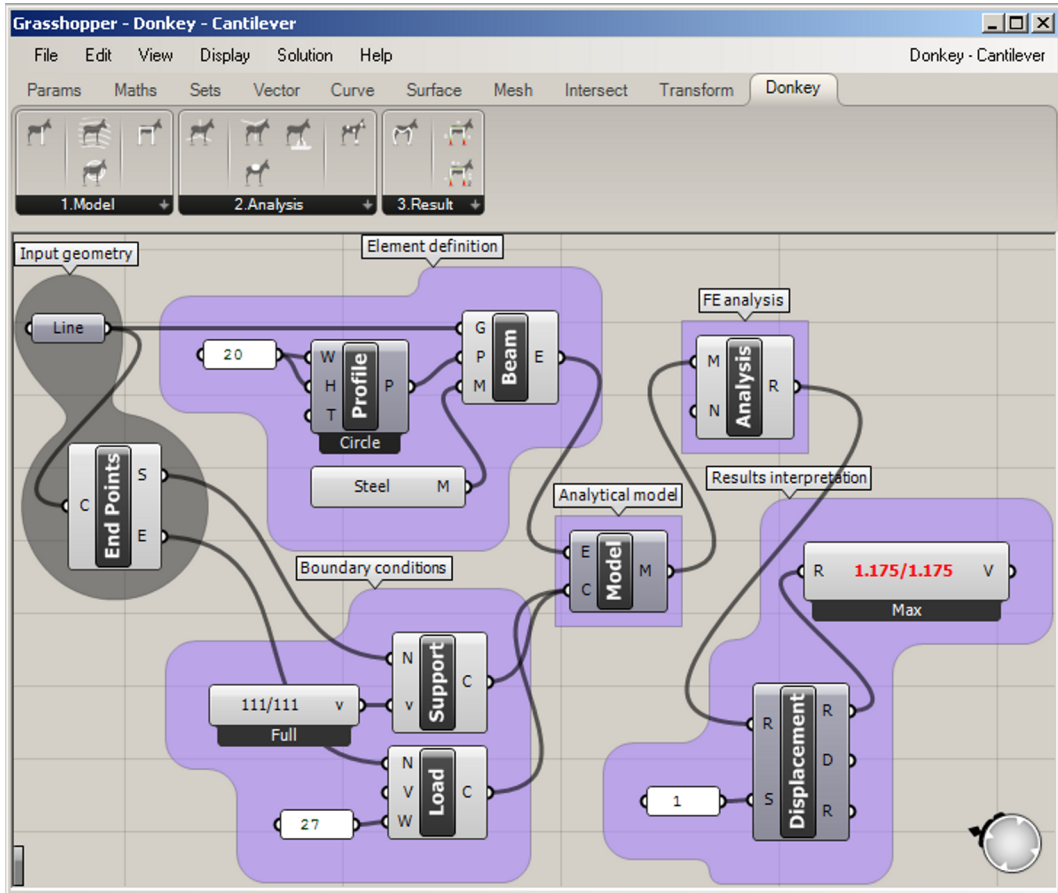 Grasshopper - Donkey - Cantilever
File Edit View Display Solution Help Donkey - Cantilever
Params Maths Sets Vector Curve Surface Mesh Intersect Transform Donkey
1.Model 2.Analysis 3.Result
Input geometry
Element definition
FE analysis
Line
20
W
H
T
Profile
P
Circle
G
P
M
Beam
E
Steel M
M
N
Analysis
R
C
End Points
S
E
Analytical model
E
C
Model
M
Results interpretation
R 1.175/1.175 V
Max
Boundary conditions
N
v
Support
C
111/111 v
Full
N
V
W
Load
C
27
R
S
Displacement
R
D
R
1